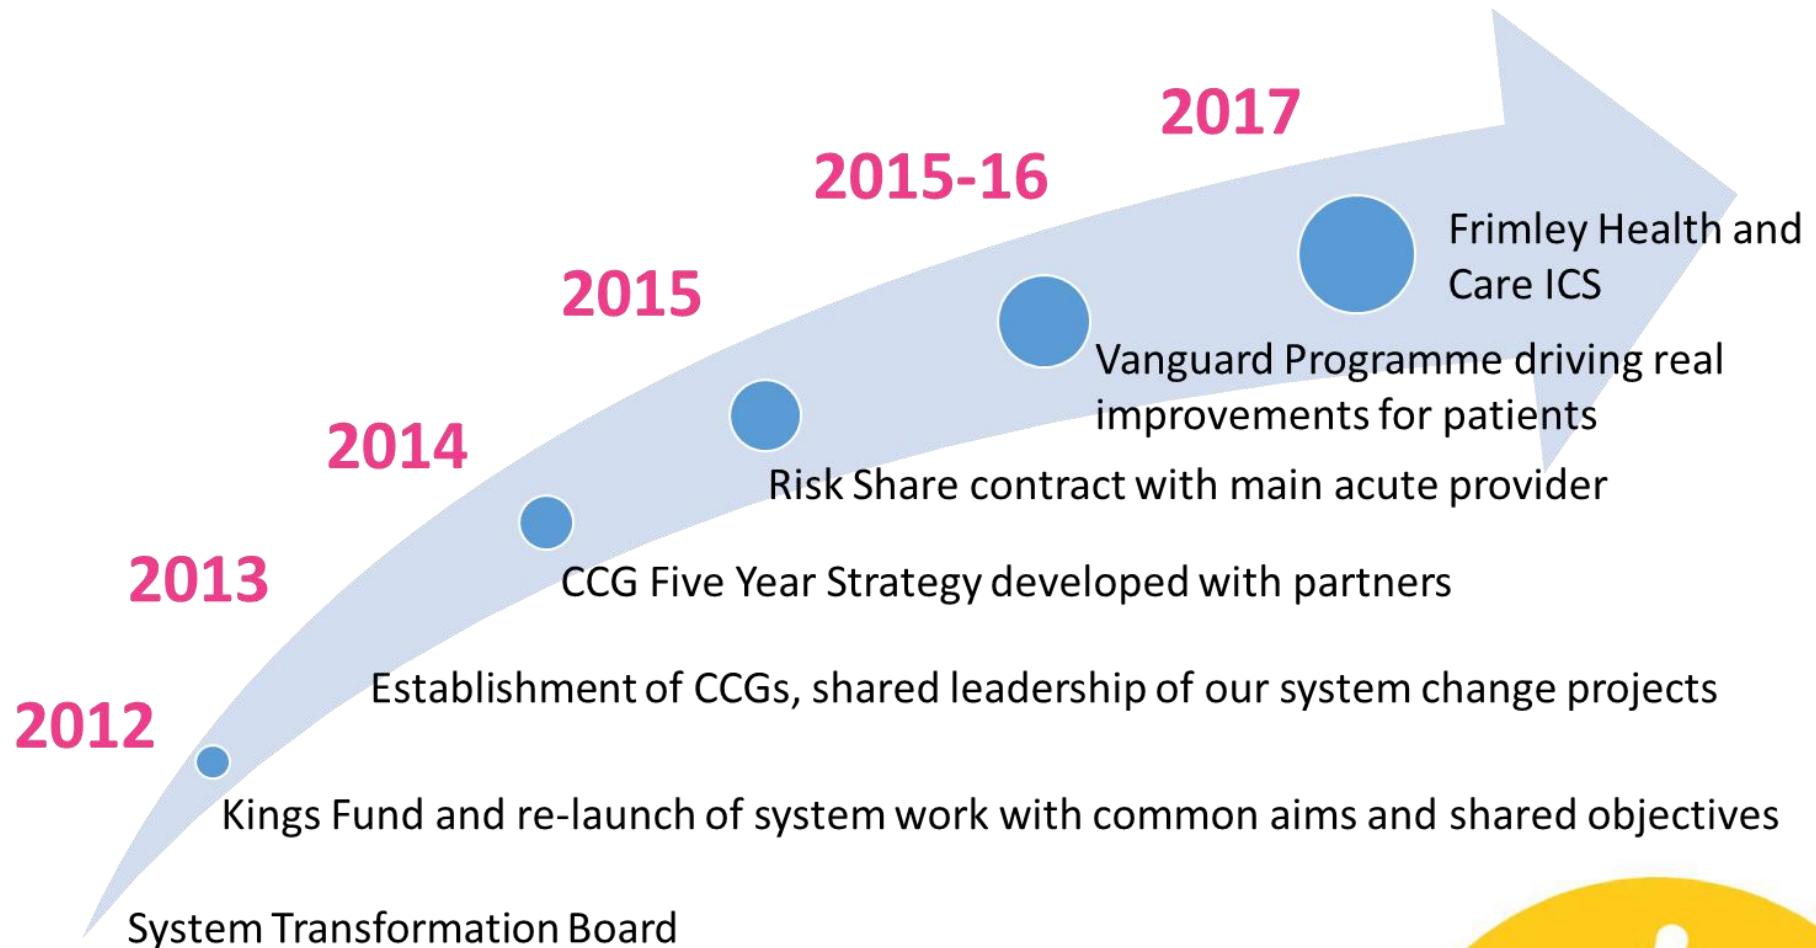 2017
2015-16
Frimley Health and
Care ICS
2015
Vanguard Programme driving real
improvements for patients
2014
Risk Share contract with main acute provider
2013
CCG Five Year Strategy developed with partners
Establishment of CCGs, shared leadership of our system change projects
2012
Kings Fund and re-launch of system work with common aims and shared objectives
System Transformation Board